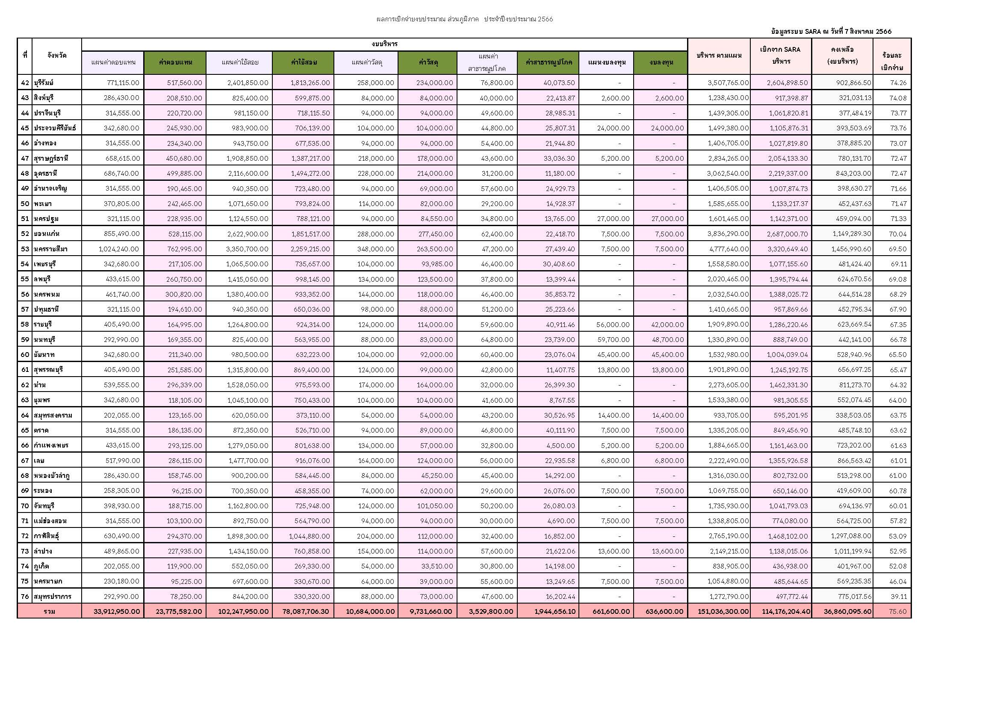 ผลการเบิกจ่ายงบประมาณ ส่วนภูมิภาค ประจำปีงบประมาณ 2566
ข้อมูลระบบ SARA ณ วันที่ 7 สิงหาคม 2566
ที่ จังหวัด งบบริหาร บริหาร ตามแผน เบิกจาก SARA บริหาร คงเหลือ (งบบริหาร) ร้อยละ เบิกจ่าย
แผนค่าตอบแทน ค่าตอบแทน แผนค่าใช้สอย ค่าใช้สอย แผนค่าวัสดุ ค่าวัสดุ แผนค่า สาธารณูปโภค ค่าสาธารณูปโภค แผนงบลงทุน งบลงทุน
42 บุรีรัมย์ 771,115.00 517,560.00 2,401,850.00 1,813,265.00 258,000.00 234,000.00 76,800.00 40,073.50 - - 3,507,765.00 2,604,898.50 902,866.50 74.26
43 สิงห์บุรี 286,430.00 208,510.00 825,400.00 599,875.00 84,000.00 84,000.00 40,000.00 22,413.87 2,600.00 2,600.00 1,238,430.00 917,398.87 321,031.13 74.08
44 ปราจีนบุรี 314,555.00 220,720.00 981,150.00 718,115.50 94,000.00 94,000.00 49,600.00 28,985.31 - - 1,439,305.00 1,061,820.81 377,484.19 73.77
45 ประจวบคีรีขันธ์ 342,680.00 245,930.00 983,900.00 706,139.00 104,000.00 104,000.00 44,800.00 25,807.31 24,000.00 24,000.00 1,499,380.00 1,105,876.31 393,503.69 73.76
46 อ่างทอง 314,555.00 234,340.00 943,750.00 677,535.00 94,000.00 94,000.00 54,400.00 21,944.80 - - 1,406,705.00 1,027,819.80 378,885.20 73.07
47 สุราษฎร์ธานี 658,615.00 450,680.00 1,908,850.00 1,387,217.00 218,000.00 178,000.00 43,600.00 33,036.30 5,200.00 5,200.00 2,834,265.00 2,054,133.30 780,131.70 72.47
48 อุดรธานี 686,740.00 499,885.00 2,116,600.00 1,494,272.00 228,000.00 214,000.00 31,200.00 11,180.00 - - 3,062,540.00 2,219,337.00 843,203.00 72.47
49 อำนาจเจริญ 314,555.00 190,465.00 940,350.00 723,480.00 94,000.00 69,000.00 57,600.00 24,929.73 - - 1,406,505.00 1,007,874.73 398,630.27 71.66
50 พะเยา 370,805.00 242,465.00 1,071,650.00 793,824.00 114,000.00 82,000.00 29,200.00 14,928.37 - - 1,585,655.00 1,133,217.37 452,437.63 71.47
51 นครปฐม 321,115.00 228,935.00 1,124,550.00 788,121.00 94,000.00 84,550.00 34,800.00 13,765.00 27,000.00 27,000.00 1,601,465.00 1,142,371.00 459,094.00 71.33
52 ขอนแก่น 855,490.00 528,115.00 2,622,900.00 1,851,517.00 288,000.00 277,450.00 62,400.00 22,418.70 7,500.00 7,500.00 3,836,290.00 2,687,000.70 1,149,289.30 70.04
53 นครราชสีมา 1,024,240.00 762,995.00 3,350,700.00 2,259,215.00 348,000.00 263,500.00 47,200.00 27,439.40 7,500.00 7,500.00 4,777,640.00 3,320,649.40 1,456,990.60 69.50
54 เพชรบุรี 342,680.00 217,105.00 1,065,500.00 735,657.00 104,000.00 93,985.00 46,400.00 30,408.60 - - 1,558,580.00 1,077,155.60 481,424.40 69.11
55 ลพบุรี 433,615.00 260,750.00 1,415,050.00 998,145.00 134,000.00 123,500.00 37,800.00 13,399.44 - - 2,020,465.00 1,395,794.44 624,670.56 69.08
56 นครพนม 461,740.00 300,820.00 1,380,400.00 933,352.00 144,000.00 118,000.00 46,400.00 35,853.72 - - 2,032,540.00 1,388,025.72 644,514.28 68.29
57 ปทุมธานี 321,115.00 194,610.00 940,350.00 650,036.00 98,000.00 88,000.00 51,200.00 25,223.66 - - 1,410,665.00 957,869.66 452,795.34 67.90
58 ราชบุรี 405,490.00 164,995.00 1,264,800.00 924,314.00 124,000.00 114,000.00 59,600.00 40,911.46 56,000.00 42,000.00 1,909,890.00 1,286,220.46 623,669.54 67.35
59 นนทบุรี 292,990.00 169,355.00 825,400.00 563,955.00 88,000.00 83,000.00 64,800.00 23,739.00 59,700.00 48,700.00 1,330,890.00 888,749.00 442,141.00 66.78
60 ชัยนาท 342,680.00 211,340.00 980,500.00 632,223.00 104,000.00 92,000.00 60,400.00 23,076.04 45,400.00 45,400.00 1,532,980.00 1,004,039.04 528,940.96 65.50
61 สุพรรณบุรี 405,490.00 251,585.00 1,315,800.00 869,400.00 124,000.00 99,000.00 42,800.00 11,407.75 13,800.00 13,800.00 1,901,890.00 1,245,192.75 656,697.25 65.47
62 น่าน 539,555.00 296,339.00 1,528,050.00 975,593.00 174,000.00 164,000.00 32,000.00 26,399.30 - - 2,273,605.00 1,462,331.30 811,273.70 64.32
63 ชุมพร 342,680.00 118,105.00 1,045,100.00 750,433.00 104,000.00 104,000.00 41,600.00 8,767.55 - - 1,533,380.00 981,305.55 552,074.45 64.00
64 สมุทรสงคราม 202,055.00 123,165.00 620,050.00 373,110.00 54,000.00 54,000.00 43,200.00 30,526.95 14,400.00 14,400.00 933,705.00 595,201.95 338,503.05 63.75
65 ตราด 314,555.00 186,135.00 872,350.00 526,710.00 94,000.00 89,000.00 46,800.00 40,111.90 7,500.00 7,500.00 1,335,205.00 849,456.90 485,748.10 63.62
66 กำแพงเพชร 433,615.00 293,125.00 1,279,050.00 801,638.00 134,000.00 57,000.00 32,800.00 4,500.00 5,200.00 5,200.00 1,884,665.00 1,161,463.00 723,202.00 61.63
67 เลย 517,990.00 286,115.00 1,477,700.00 916,076.00 164,000.00 124,000.00 56,000.00 22,935.58 6,800.00 6,800.00 2,222,490.00 1,355,926.58 866,563.42 61.01
68 หนองบัวลำภู 286,430.00 158,745.00 900,200.00 584,445.00 84,000.00 45,250.00 45,400.00 14,292.00 - - 1,316,030.00 802,732.00 513,298.00 61.00
69 ระนอง 258,305.00 96,215.00 700,350.00 458,355.00 74,000.00 62,000.00 29,600.00 26,076.00 7,500.00 7,500.00 1,069,755.00 650,146.00 419,609.00 60.78
70 จันทบุรี 398,930.00 188,715.00 1,162,800.00 725,948.00 124,000.00 101,050.00 50,200.00 26,080.03 - - 1,735,930.00 1,041,793.03 694,136.97 60.01
71 แม่ฮ่องสอน 314,555.00 103,100.00 892,750.00 564,790.00 94,000.00 94,000.00 30,000.00 4,690.00 7,500.00 7,500.00 1,338,805.00 774,080.00 564,725.00 57.82
72 กาฬสินธุ์ 630,490.00 294,370.00 1,898,300.00 1,044,880.00 204,000.00 112,000.00 32,400.00 16,852.00 - - 2,765,190.00 1,468,102.00 1,297,088.00 53.09
73 ลำปาง 489,865.00 227,935.00 1,434,150.00 760,858.00 154,000.00 114,000.00 57,600.00 21,622.06 13,600.00 13,600.00 2,149,215.00 1,138,015.06 1,011,199.94 52.95
74 ภูเก็ต 202,055.00 119,900.00 552,050.00 269,330.00 54,000.00 33,510.00 30,800.00 14,198.00 - - 838,905.00 436,938.00 401,967.00 52.08
75 นครนายก 230,180.00 95,225.00 697,600.00 330,670.00 64,000.00 39,000.00 55,600.00 13,249.65 7,500.00 7,500.00 1,054,880.00 485,644.65 569,235.35 46.04
76 สมุทรปราการ 292,990.00 78,250.00 844,200.00 330,320.00 88,000.00 73,000.00 47,600.00 16,202.44 - - 1,272,790.00 497,772.44 775,017.56 39.11
รวม 33,912,950.00 23,775,582.00 102,247,950.00 78,087,706.30 10,684,000.00 9,731,660.00 3,529,800.00 1,944,656.10 661,600.00 636,600.00 151,036,300.00 114,176,204.40 36,860,095.60 75.60